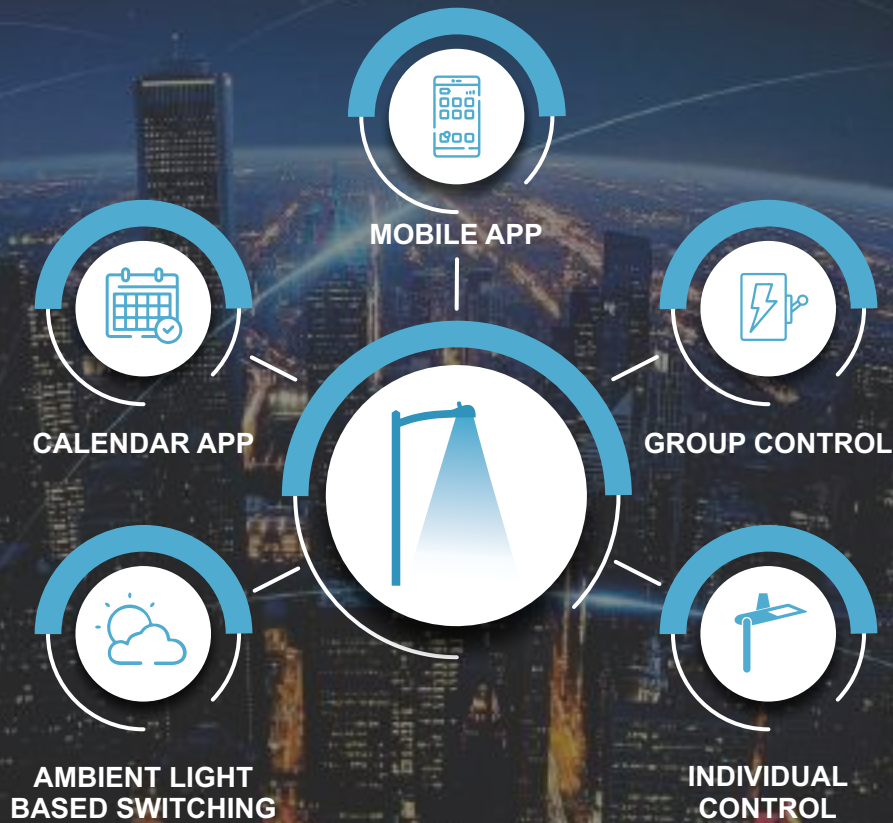 MOBILE APP
CALENDAR APP
GROUP CONTROL
AMBIENT LIGHT
BASED SWITCHING
INDIVIDUAL
CONTROL